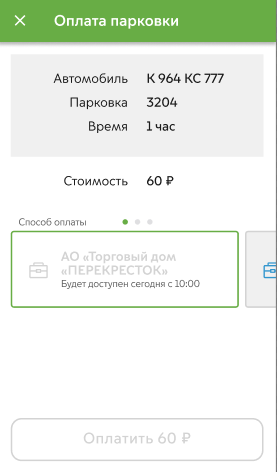 Оплата парковки
Автомобиль К 964 КС 777
Парковка 3204
Время 1 час
Стоимость 60 ₽
Способ оплаты
АО «Торговый дом
«ПЕРЕКРЕСТОК»
Будет доступен сегодня с 10:00
Оплатить 60 ₽